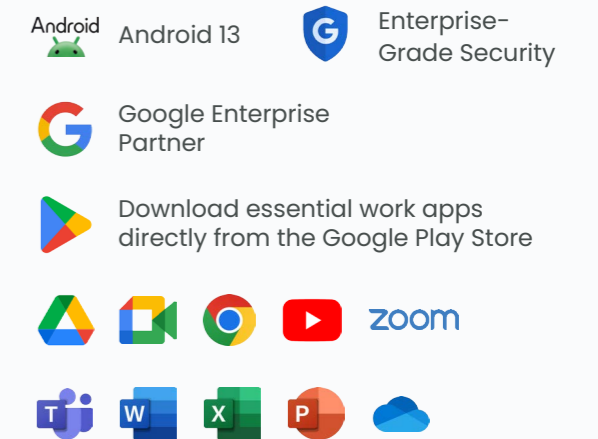 Android
Android 13
G
Enterprise-
Grade Security
G
Google Enterprise
Partner
Download essential work apps
directly from the Google Play Store
zoom
T
W
X
P